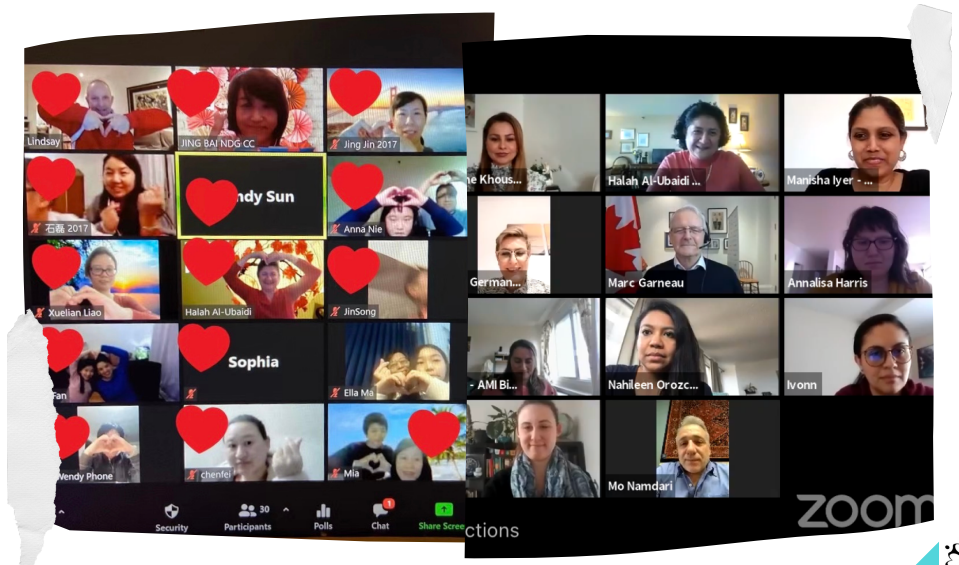 Lindsay
JING BAI NDG CC
Jing Jin 2017
石磊 2017
ndy Sun
Anna Nie
Xuelian Liao
Halah Al-Ubaidi
JinSong
Fan
Sophia
Ella Ma
Wendy Phone
chenfei
Mia
Security
30
Participants
Polls
1
Chat
Share Scree
e Khous...
Halah Al-Ubaidi ...
Manisha Iyer - ...
German...
Marc Garneau
Annalisa Harris
- AMI Bi...
Nahileen Orozc...
Ivonn
Mo Namdari
ctions
zoom